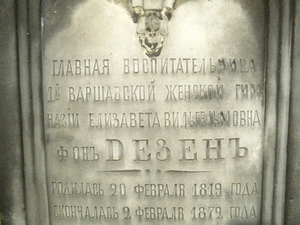 ГЛАВНАЯ ВОСПИТАТЕЛЬНИЦА
1й ВАРШАВСКОЙ ЖЕНСКОЙ ГИМ
НАЗІИ ЕЛИЗАВЕТА ВИЛЬГЕЛЬМОВНА
ФОНЪ ДЕЗЕНЪ
РОДИЛАСЬ 20 ФЕВРАЛЯ 1819 ГОДА
СКОНЧАЛАСЬ 2 ФЕВРАЛЯ 1872 ГОДА